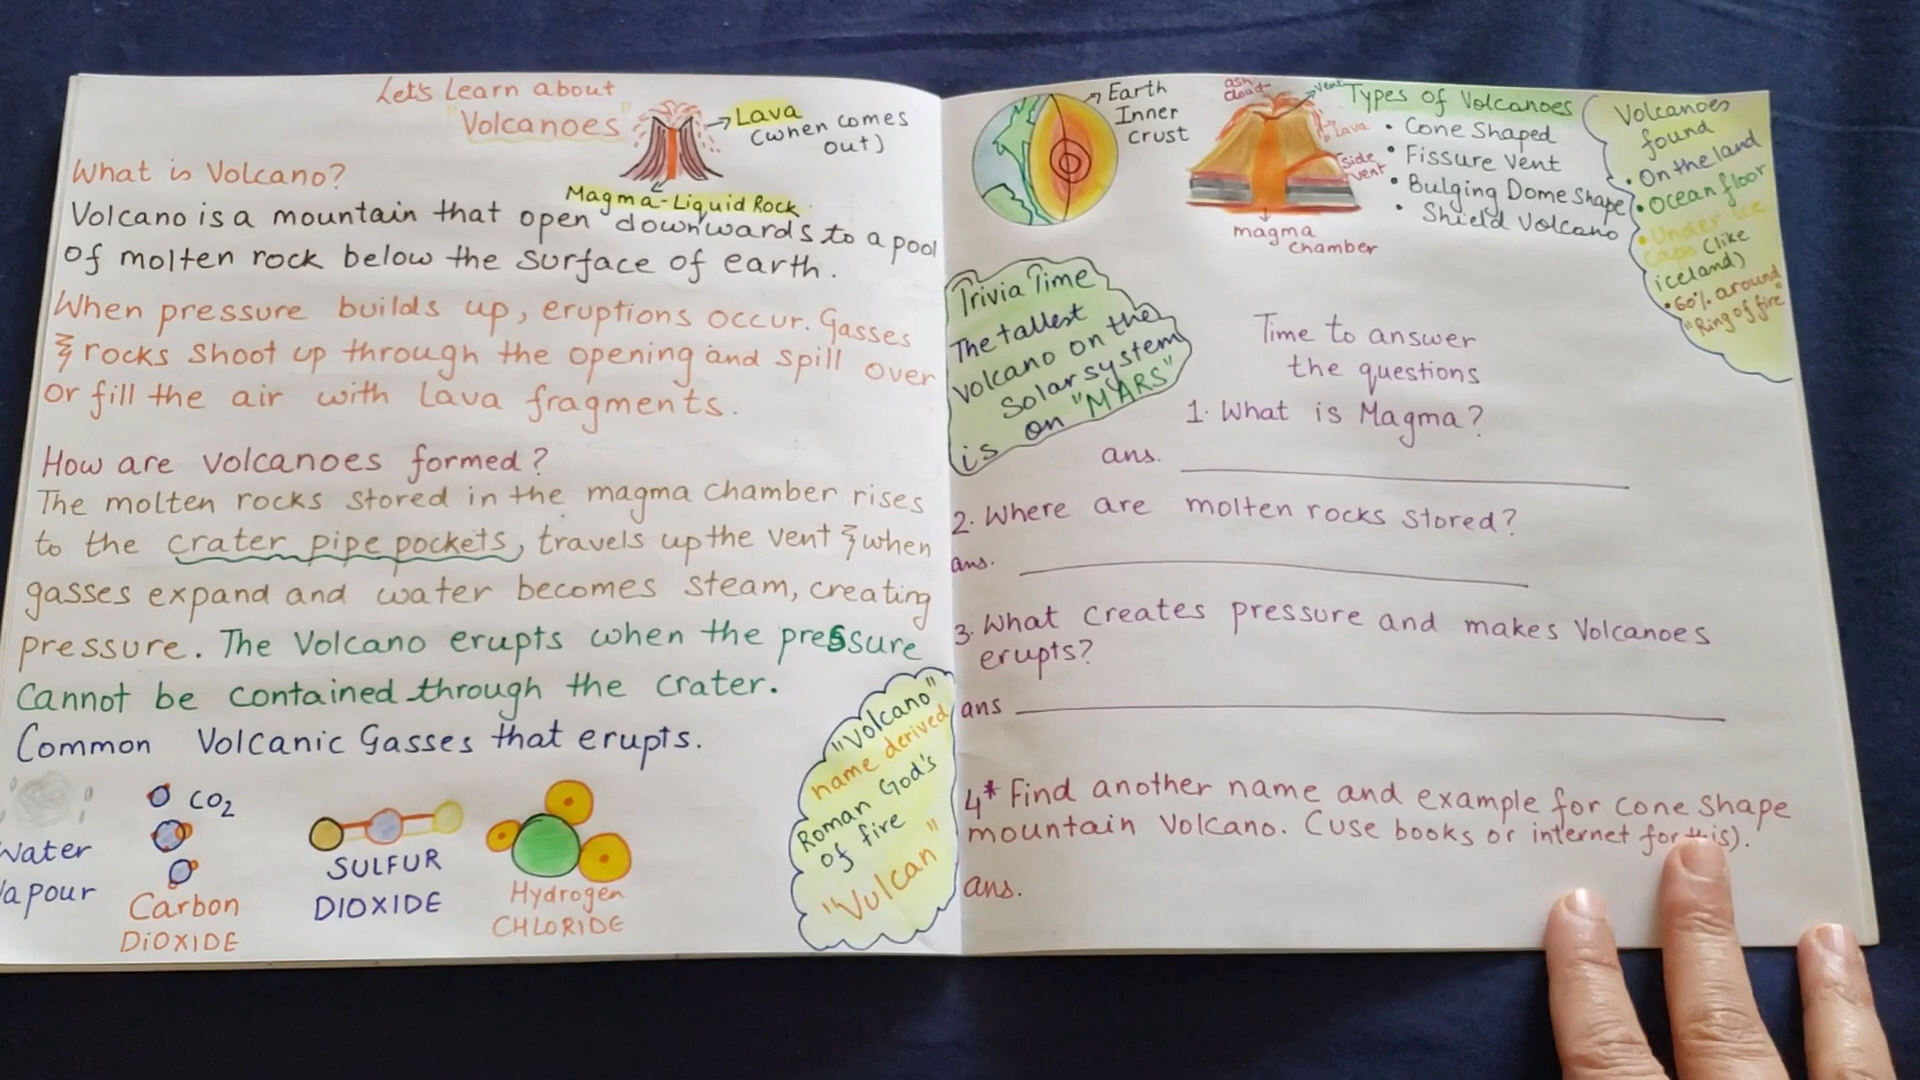 Let's Learn about
"Volcanoes"
Lava
(when comes
out)
Magma-Liquid Rock
What is Volcano?
Volcano is a mountain that open downwards to a pool
of molten rock below the surface of earth.
When pressure builds up, eruptions occur. Gasses
& rocks shoot up through the opening and spill over
or fill the air with lava fragments.
How are volcanoes formed?
The molten rocks stored in the magma chamber rises
to the crater pipe pockets, travels up the vent & when
gasses expand and water becomes steam, creating
pressure. The Volcano erupts when the pressure
cannot be contained through the crater.
Common Volcanic Gasses that erupts.
Water
Vapour
CO2
Carbon
DiOXIDE
SULFUR
DIOXIDE
Hydrogen
CHLORIDE
"Volcano"
name derived
Roman God's
of fire
"Vulcan"
Earth
Inner
crust
ash
cloud
vent
Lava
side
vent
magma
chamber
Types of Volcanoes
• Cone Shaped
• Fissure Vent
• Bulging Dome Shape
• Shield Volcano
Volcanoes
found
• On the land
• Ocean floor
• Under ice
caps (like
iceland)
• 60% around
"Ring of fire"
Trivia Time
The tallest
volcano on the
Solar system
is on "MARS"
Time to answer
the questions
1. What is Magma?
ans.
2. Where are molten rocks stored?
ans.
3. What creates pressure and makes Volcanoes
erupts?
ans
4* Find another name and example for cone shape
mountain Volcano. (use books or internet for this).
ans.